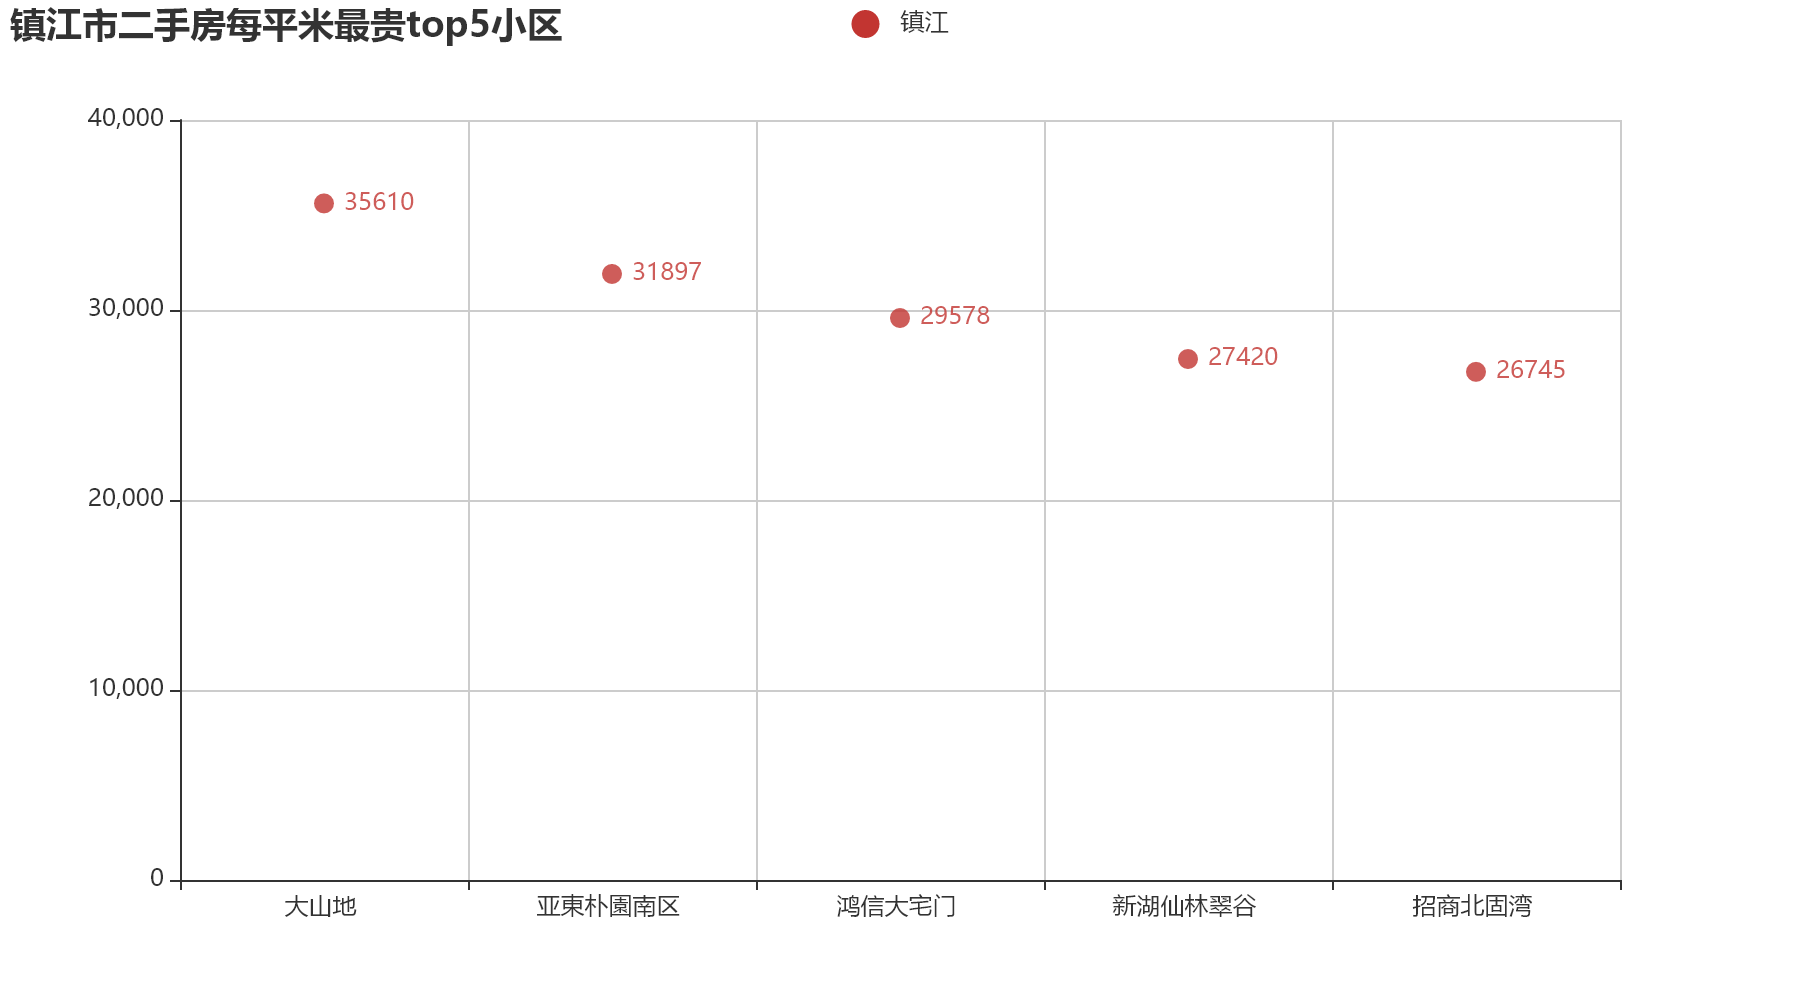 镇江市二手房每平米最贵top5小区
镇江
40,000
30,000
20,000
10,000
0
35610
31897
29578
27420
26745
大山地
亚東朴園南区
鸿信大宅门
新湖仙林翠谷
招商北固湾